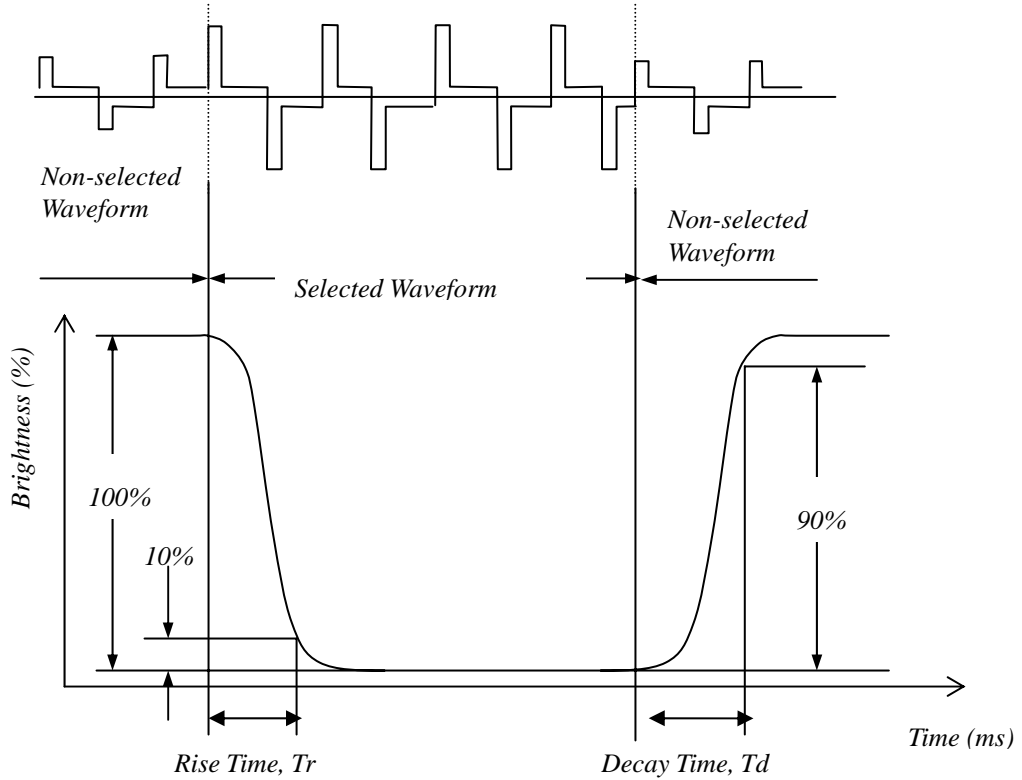 Non-selected
Waveform
Non-selected
Waveform
Selected Waveform
Brightness (%)
100%
10%
90%
Time (ms)
Rise Time, Tr
Decay Time, Td